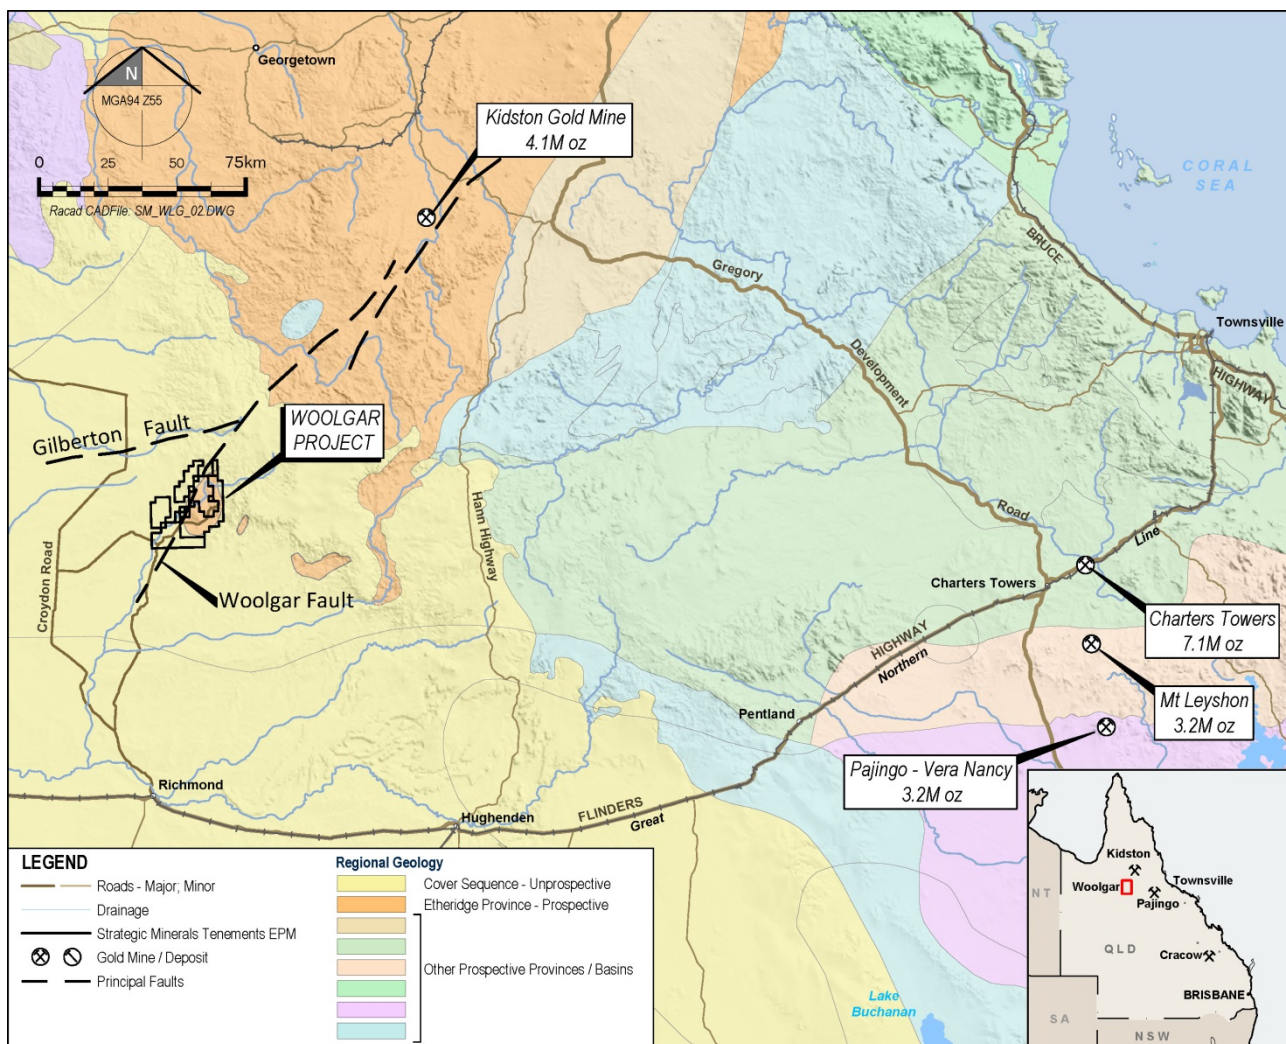 Georgetown
N
MGA94 Z55
0 25 50 75km
Racad CADFile: SM_WLG_02.DWG
Kidston Gold Mine
4.1M oz
CORAL
SEA
BRUCE
Gregory
Townsville
HIGHWAY
Development
Gilberton Fault
WOOLGAR
PROJECT
Hann Highway
Road
Line
Croydon Road
Woolgar Fault
Charters Towers
Charters Towers
7.1M oz
HIGHWAY
Northern
Mt Leyshon
3.2M oz
Pentland
Pajingo - Vera Nancy
3.2M oz
Richmond
Hughenden
FLINDERS
Great
Lake
Buchanan
LEGEND
Roads - Major; Minor
Drainage
Strategic Minerals Tenements EPM
Gold Mine / Deposit
Principal Faults
Regional Geology
Cover Sequence - Unprospective
Etheridge Province - Prospective
Other Prospective Provinces / Basins
Kidston
Woolgar
Townsville
Pajingo
NT
QLD
Cracow
BRISBANE
SA
NSW